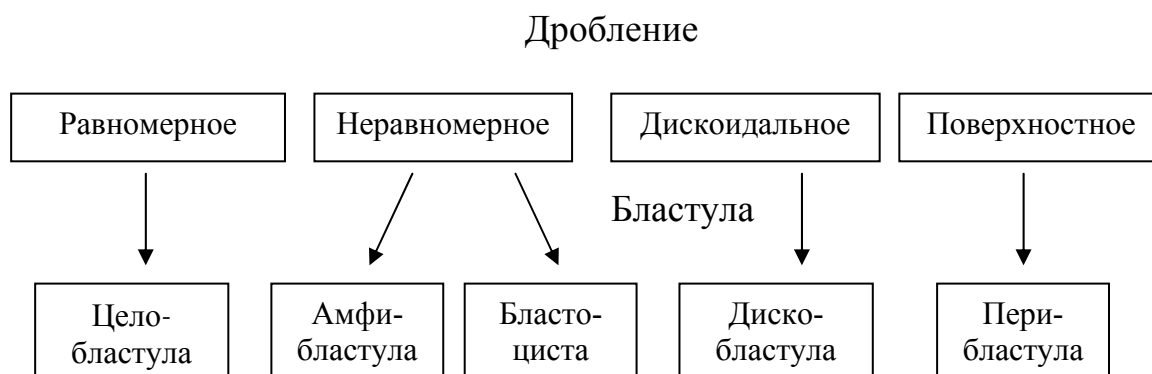 Дробление
Равномерное
Неравномерное
Дискоидальное
Поверхностное
Бластула
Цело-
бластула
Амфи-
бластула
Бласто-
циста
Диско-
бластула
Пери-
бластула